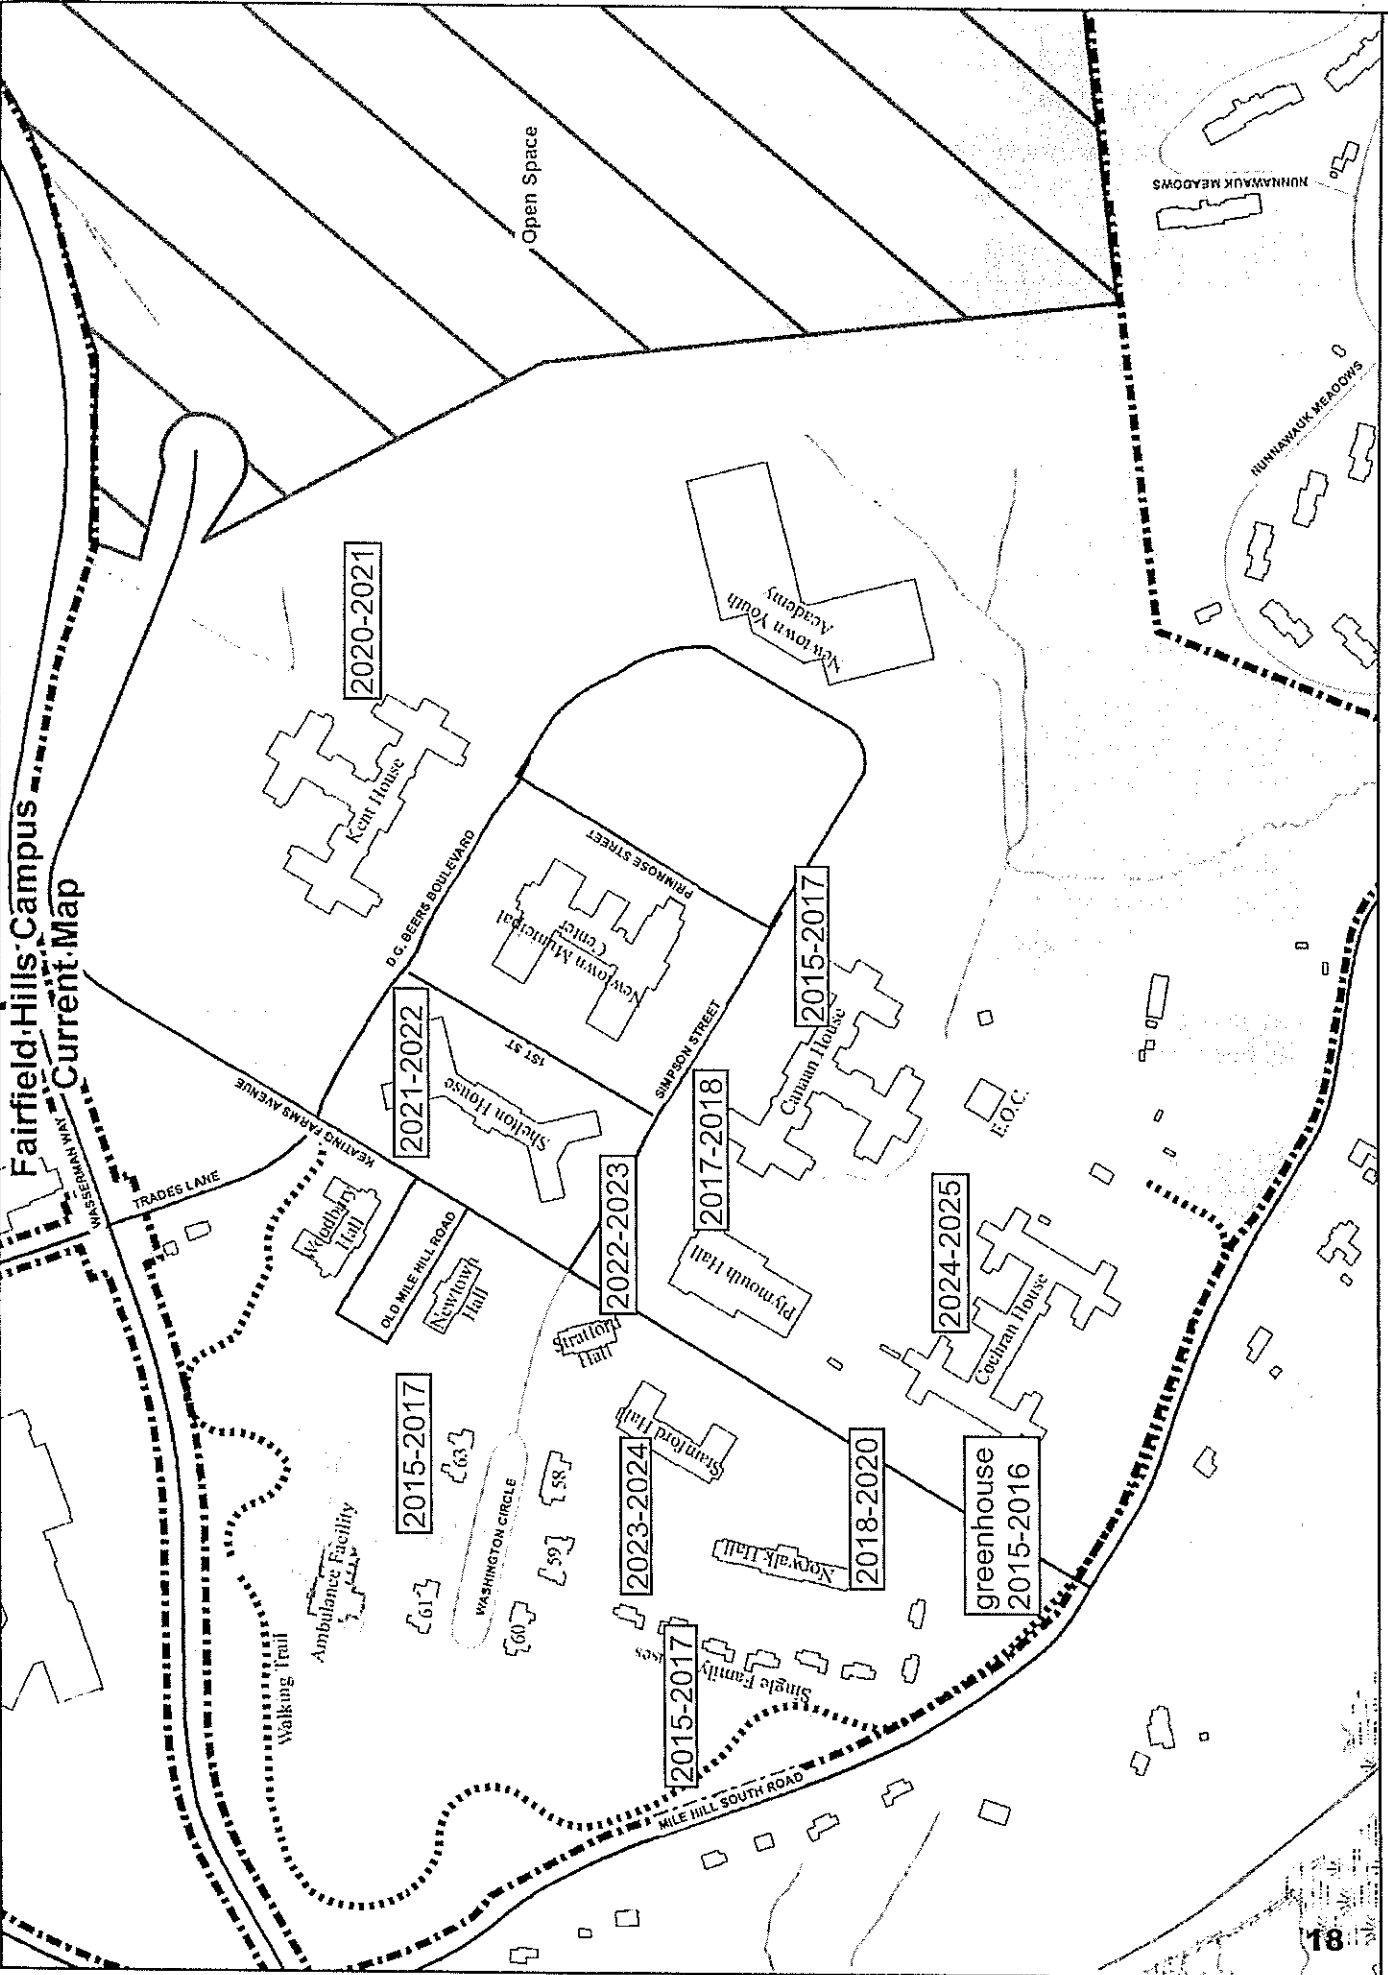 Fairfield Hills Campus
Current Map
WASSERMAN WAY
TRADES LANE
KEATING FARMS AVENUE
Open Space
NUNNAWAUK MEADOWS
NUNNAWAUK MEADOWS
2020-2021
Kent House
D.G. BEERS BOULEVARD
PRIMROSE STREET
Newtown Municipal
Center
Newtown Youth
Academy
2021-2022
Shelton House
1ST ST
SIMPSON STREET
2015-2017
Canaan House
2017-2018
Plymouth Hall
2022-2023
E.O.C.
Woodbury
Hall
OLD MILE HILL ROAD
Newtown
Hall
Stratford
Hall
2024-2025
Cochran House
2015-2017
63
WASHINGTON CIRCLE
58
59
60
61
Ambulance Facility
Walking Trail
Stamford Hall
2023-2024
Norwalk Hall
2018-2020
greenhouse
2015-2016
Single Family
2015-2017
MILE HILL SOUTH ROAD
18